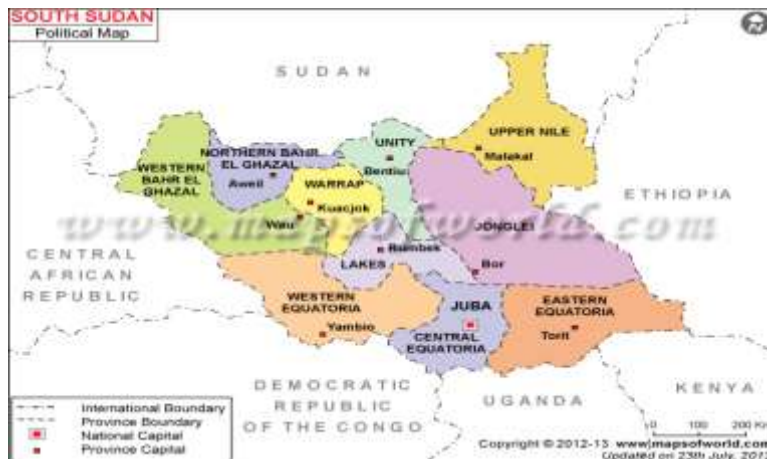 SOUTH SUDAN
Political Map
SUDAN
UPPER NILE
Malakal
UNITY
Bentiu
NORTHERN BAHR
EL GHAZAL
Aweil
WESTERN
BAHR EL
GHAZAL
WARRAP
Kuacjok
Wau
ETHIOPIA
www.mapsofworld.com
JONGLEI
Bor
Rumbek
LAKES
CENTRAL
AFRICAN
REPUBLIC
WESTERN
EQUATORIA
Yambio
JUBA
CENTRAL
EQUATORIA
EASTERN
EQUATORIA
Torit
DEMOCRATIC
REPUBLIC
OF THE CONGO
UGANDA
KENYA
International Boundary
Province Boundary
National Capital
Province Capital
0 100 200 Km
Copyright © 2012-13 www.mapsofworld.com